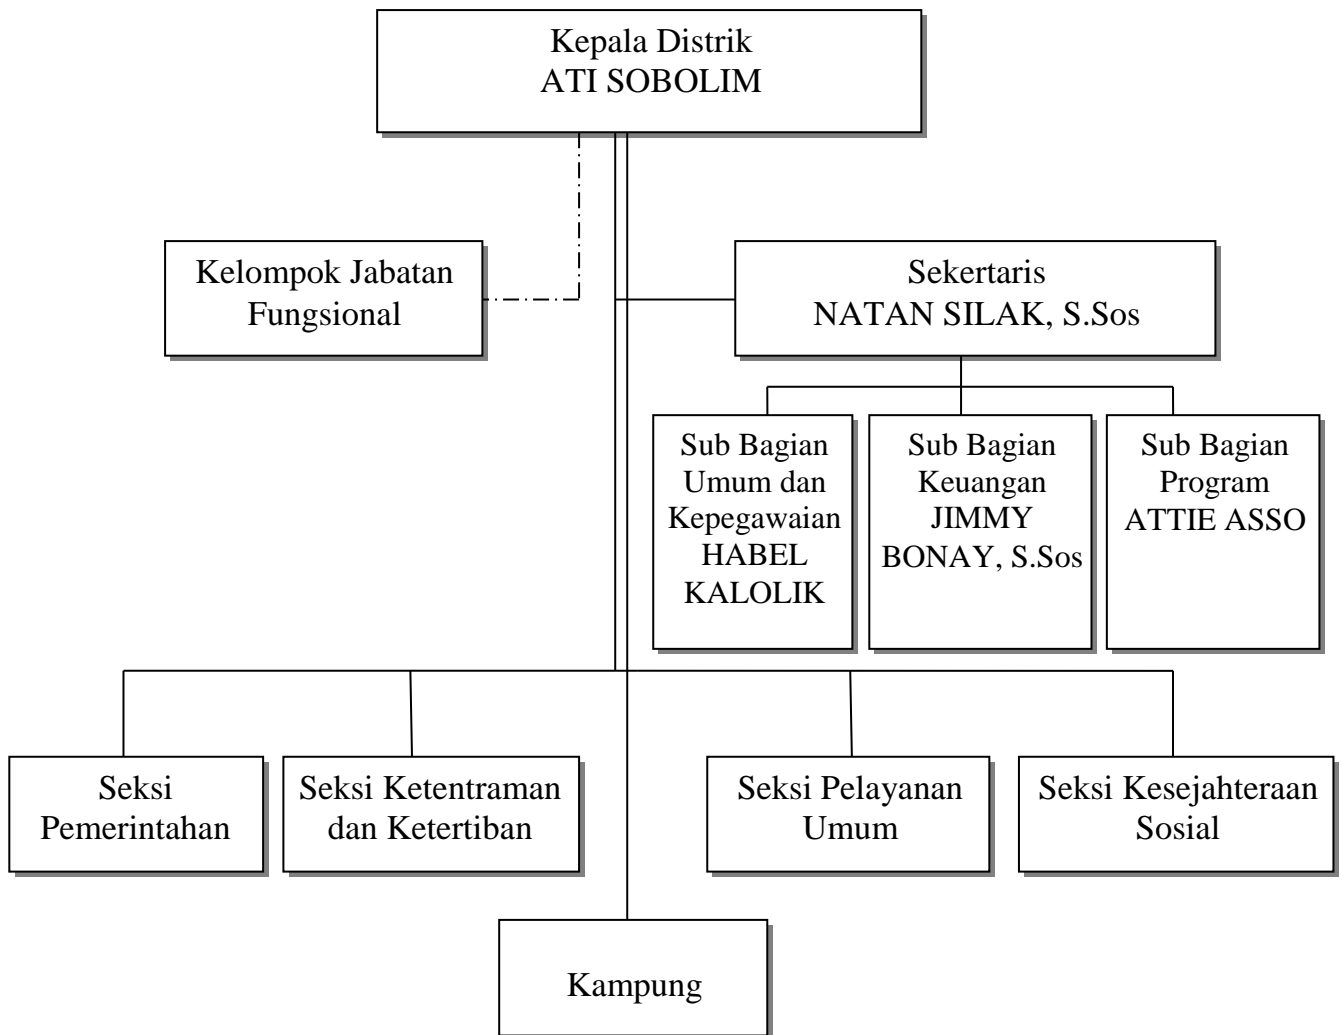 Kepala Distrik
ATI SOBOLIM
Kelompok Jabatan
Fungsional
Sekertaris
NATAN SILAK, S.Sos
Sub Bagian
Umum dan
Kepegawaian
HABEL
KALOLIK
Sub Bagian
Keuangan
JIMMY
BONAY, S.Sos
Sub Bagian
Program
ATTIE ASSO
Seksi
Pemerintahan
Seksi Ketentraman
dan Ketertiban
Seksi Pelayanan
Umum
Seksi Kesejahteraan
Sosial
Kampung